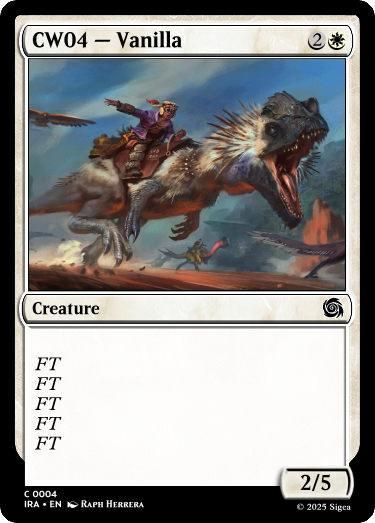 CW04 — Vanilla 2
Creature
FT
FT
FT
FT
FT
2/5
C 0004
IRA • EN Raph Herrera
© 2025 Sigea